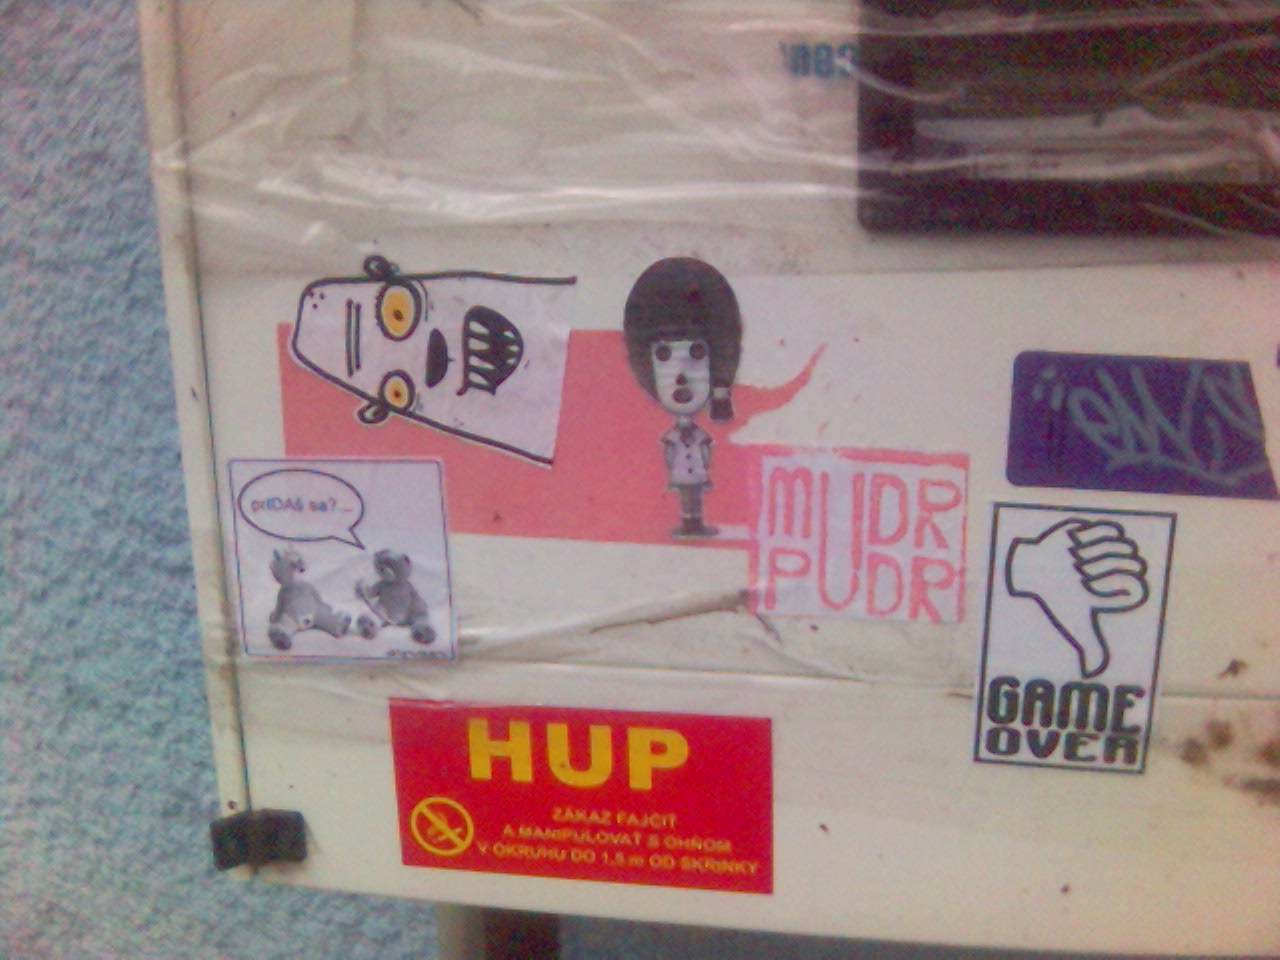 priDAŠ sa?...
MUDR
PUDR
GAME
OVER
HUP
ZÁKAZ FAJČIŤ
A MANIPULOVAŤ S OHŇOM
V OKRUHU DO 1,5 m OD SKRINKY